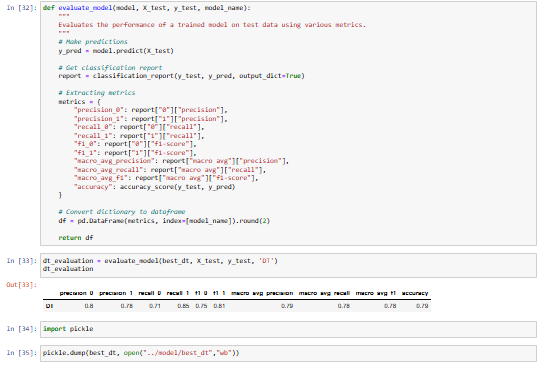 In [32]: def evaluate_model(model, X_test, y_test, model_name):
"""
Evaluates the performance of a trained model on test data using various metrics.
"""
# Make predictions
y_pred = model.predict(X_test)
# Get classification report
report = classification_report(y_test, y_pred, output_dict=True)
# Extracting metrics
metrics = {
"precision_0": report["0"]["precision"],
"precision_1": report["1"]["precision"],
"recall_0": report["0"]["recall"],
"recall_1": report["1"]["recall"],
"f1_0": report["0"]["f1-score"],
"f1_1": report["1"]["f1-score"],
"macro_avg_precision": report["macro avg"]["precision"],
"macro_avg_recall": report["macro avg"]["recall"],
"macro_avg_f1": report["macro avg"]["f1-score"],
"accuracy": accuracy_score(y_test, y_pred)
}
# Convert dictionary to dataframe
df = pd.DataFrame(metrics, index=[model_name]).round(2)
return df
In [33]: dt_evaluation = evaluate_model(best_dt, X_test, y_test, 'DT')
dt_evaluation
Out[33]:
precision_0 precision_1 recall_0 recall_1 f1_0 f1_1 macro_avg_precision macro_avg_recall macro_avg_f1 accuracy
DT 0.8 0.78 0.71 0.85 0.75 0.81 0.79 0.78 0.78 0.79
In [34]: import pickle
In [35]: pickle.dump(best_dt, open("../model/best_dt","wb"))